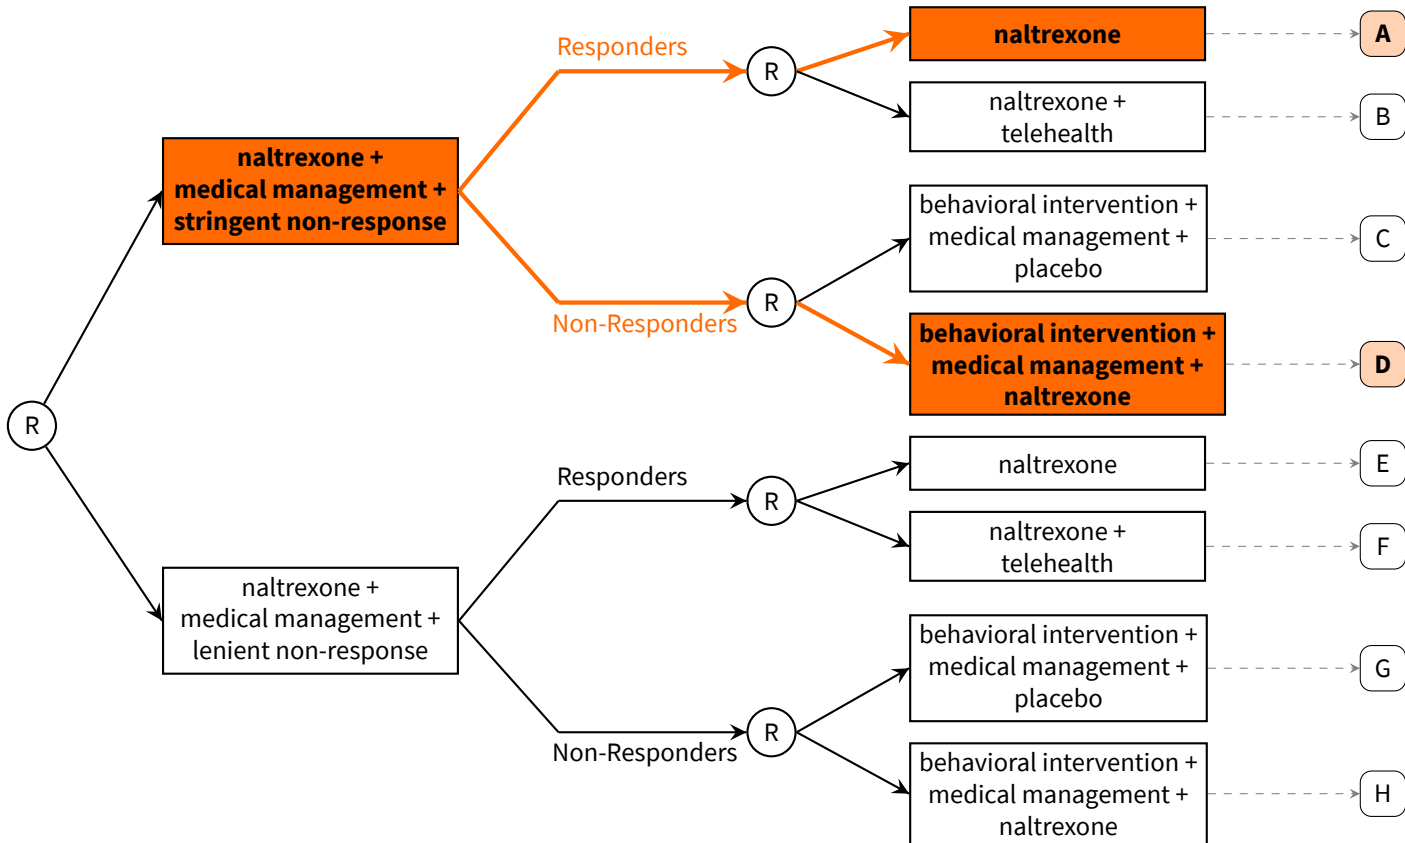 Responders
R
naltrexone
A
naltrexone +
telehealth
B
naltrexone +
medical management +
stringent non-response
behavioral intervention +
medical management +
placebo
C
Non-Responders
R
behavioral intervention +
medical management +
naltrexone
D
R
Responders
R
naltrexone
E
naltrexone +
telehealth
F
naltrexone +
medical management +
lenient non-response
behavioral intervention +
medical management +
placebo
G
Non-Responders
R
behavioral intervention +
medical management +
naltrexone
H